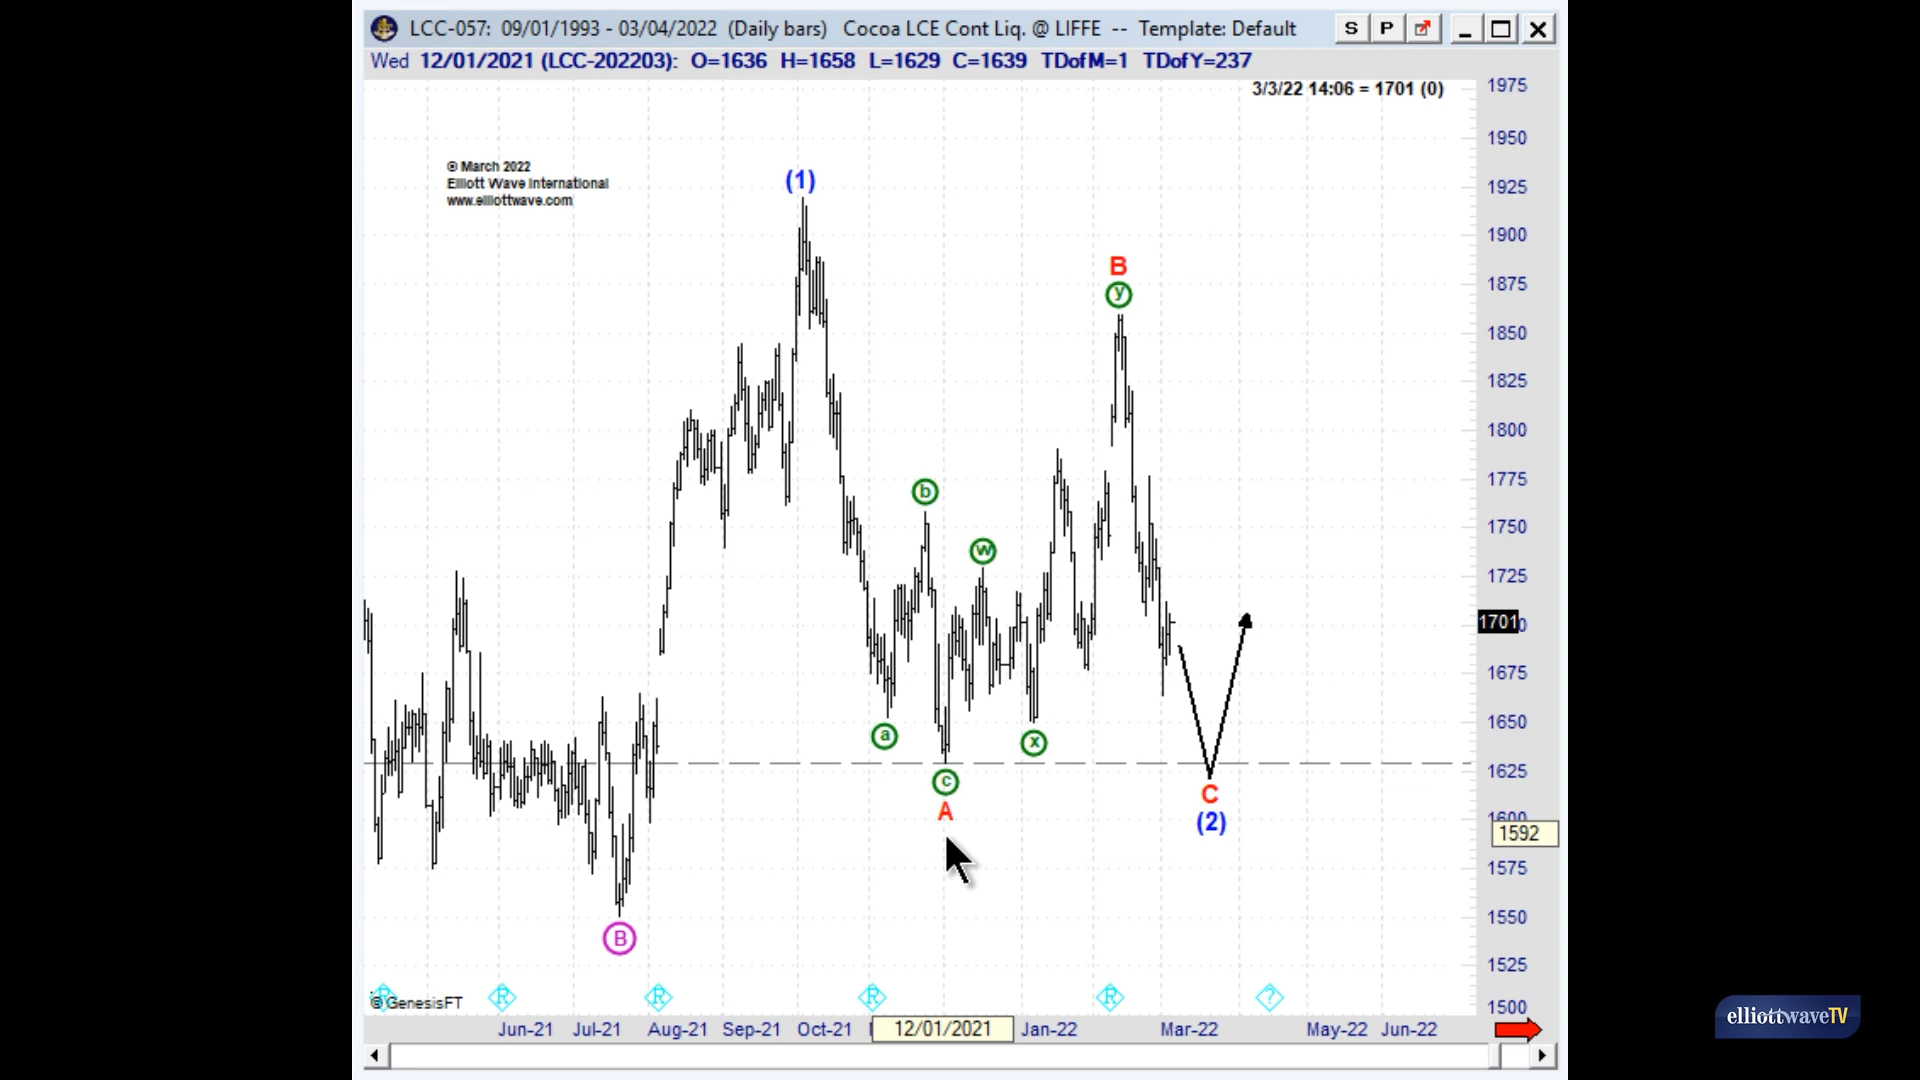 LCC-057: 09/01/1993 - 03/04/2022 (Daily bars) Cocoa LCE Cont Liq. @ LIFFE -- Template: Default S P
Wed 12/01/2021 (LCC-202203): O=1636 H=1658 L=1629 C=1639 TDofM=1 TDofY=237
3/3/22 14:06 = 1701 (0)
1975
1950
© March 2022
Elliott Wave International
www.elliottwave.com
(1)
1925
1900
B
y
1875
1850
1825
1800
b
1775
1750
w
1725
1701
1675
a
x
1650
1625
c
A
C
(2)
1600
1592
1575
1550
B
1525
R R R R R ?
© GenesisFT
1500
Jun-21 Jul-21 Aug-21 Sep-21 Oct-21 12/01/2021 Jan-22 Mar-22 May-22 Jun-22
elliottwaveTV